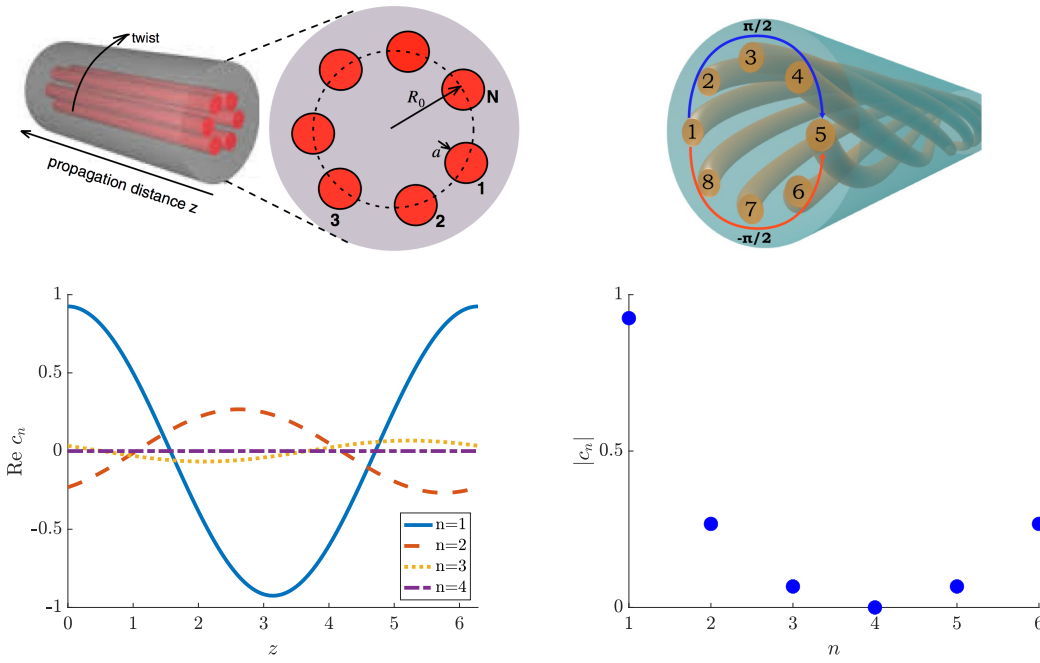 twist
propagation distance z
R0
N
a
1
2
3
π/2
1
2
3
4
5
6
7
8
-π/2
Re cn
1
0.5
0
-0.5
-1
0 1 2 3 4 5 6
z
n=1
n=2
n=3
n=4
|cn|
1
0.5
0
1 2 3 4 5 6
n